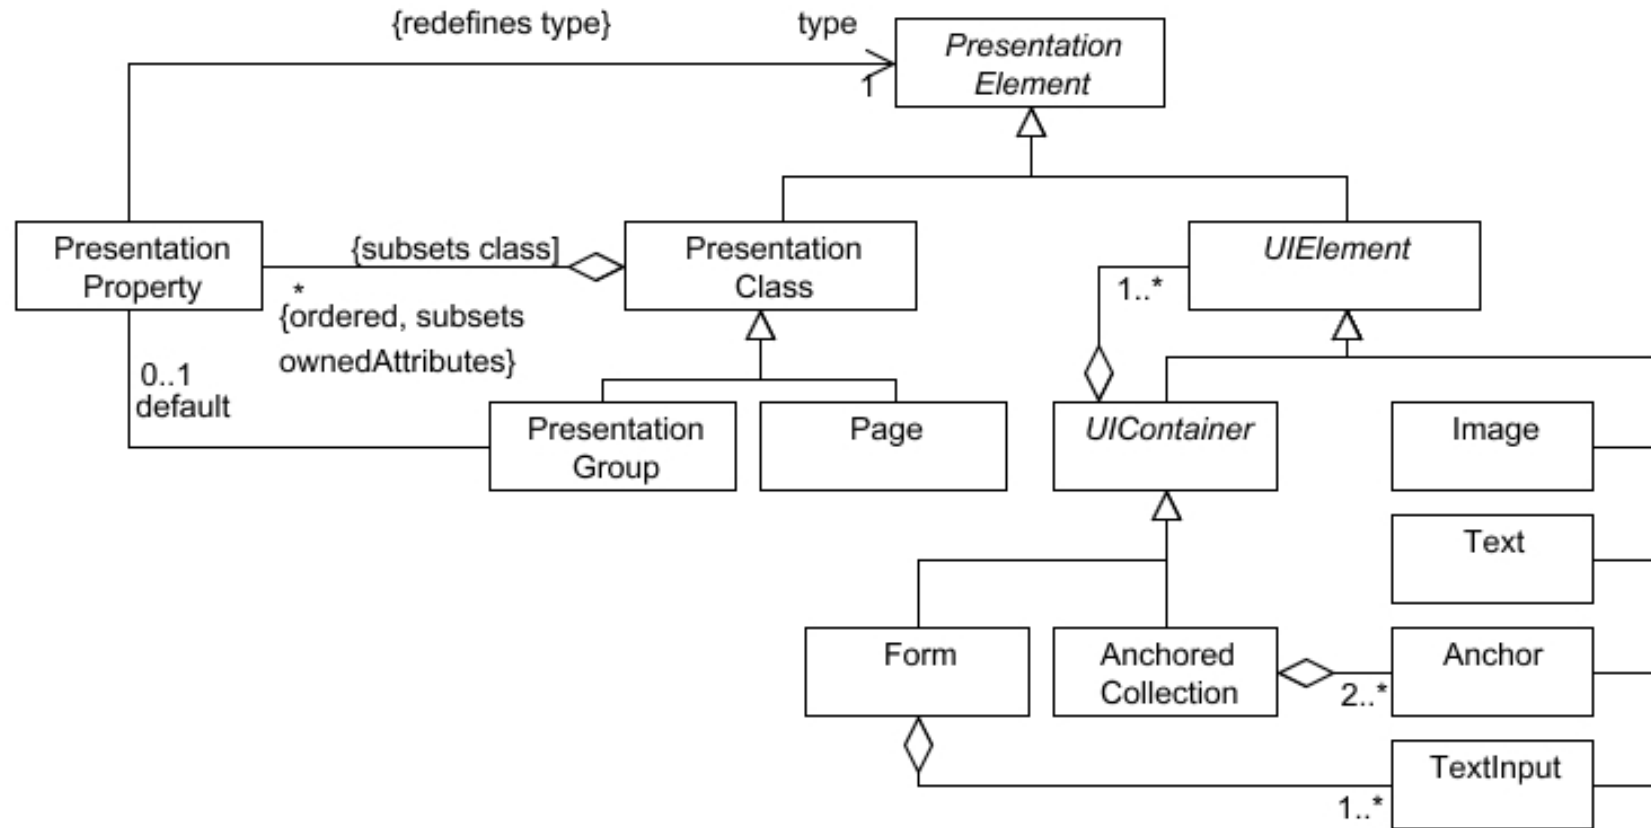 {redefines type}
type
1
Presentation
Element
Presentation
Property
{subsets class]
*
{ordered, subsets
ownedAttributes}
Presentation
Class
UIElement
1..*
0..1
default
Presentation
Group
Page
UIContainer
Image
Text
Form
Anchored
Collection
2..*
Anchor
TextInput
1..*